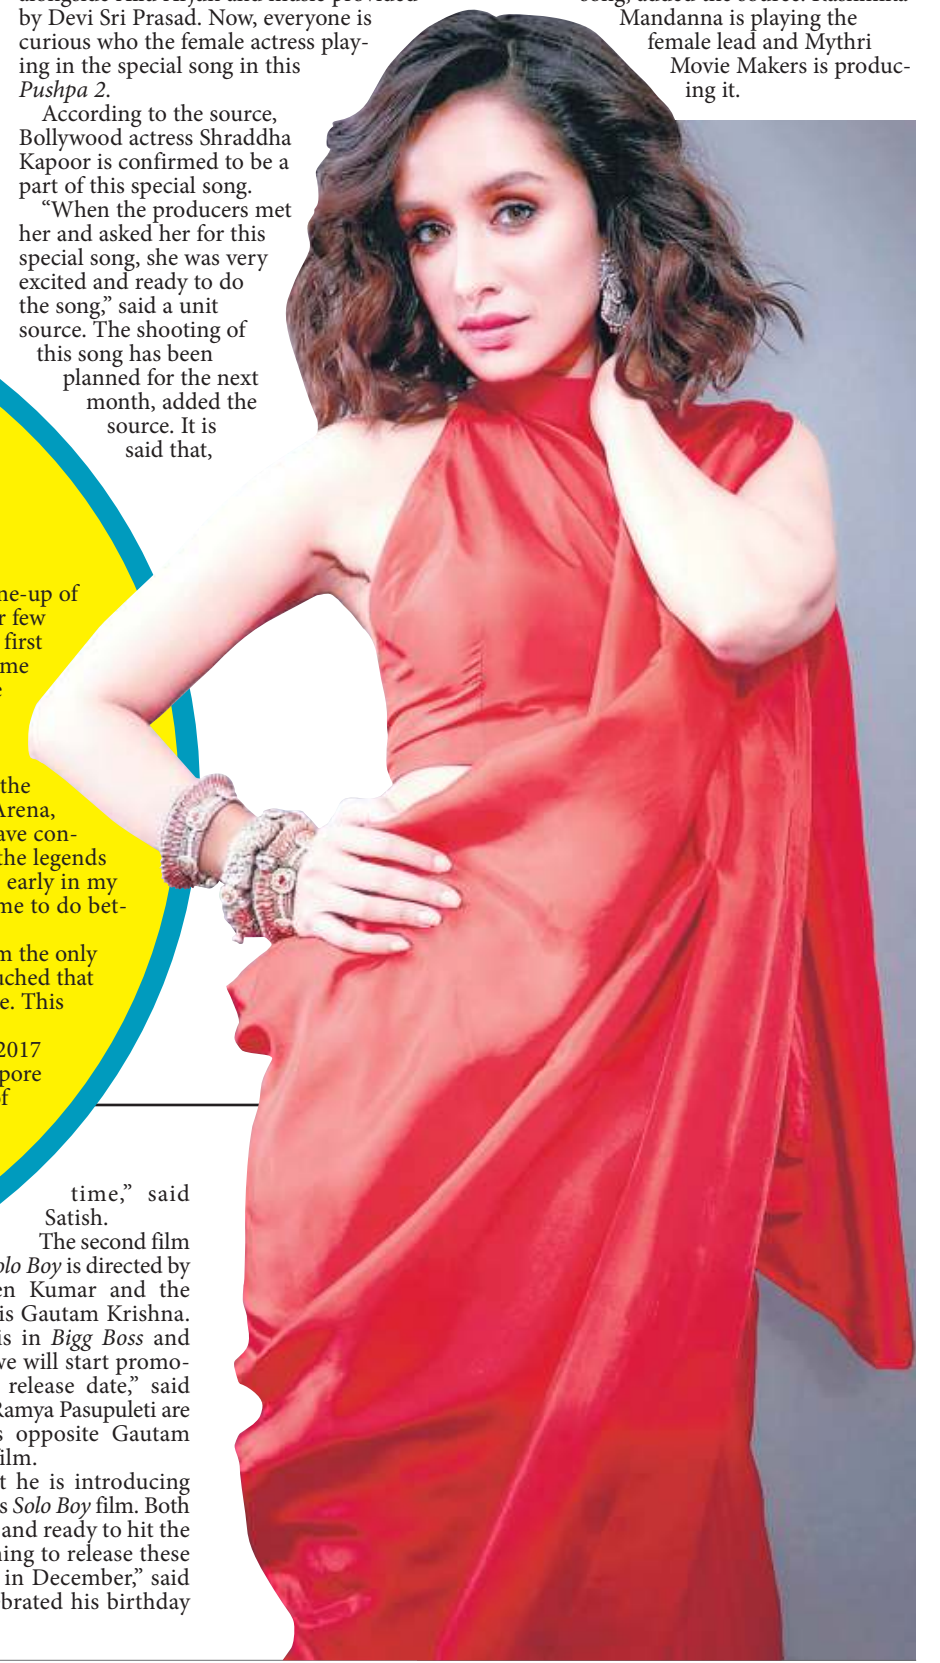 by Devi Sri Prasad. Now, everyone is
curious who the female actress play-
ing in the special song in this
Pushpa 2.
According to the source,
Bollywood actress Shraddha
Kapoor is confirmed to be a
part of this special song.
“When the producers met
her and asked her for this
special song, she was very
excited and ready to do
the song,” said a unit
source. The shooting of
this song has been
planned for the next
month, added the
source. It is
said that,
song, added the source.
Mandanna is playing the
female lead and Mythri
Movie Makers is produc-
ing it.
ne-up of
r few
first
me
e
the
Arena,
ave con-
the legends
early in my
me to do bet-
m the only
uched that
e. This
2017
pore
of
time,” said
Satish.
The second film
olo Boy is directed by
en Kumar and the
is Gautam Krishna.
is in Bigg Boss and
we will start promo-
release date,” said
Ramya Pasupuleti are
s opposite Gautam
film.
t he is introducing
s Solo Boy film. Both
and ready to hit the
ning to release these
in December,” said
brated his birthday